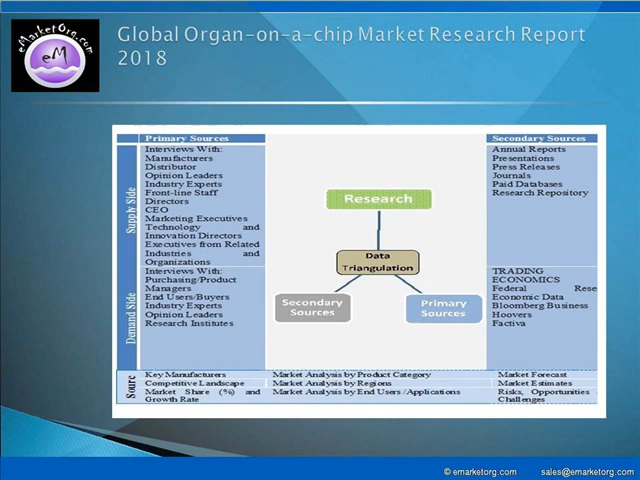 eMarketOrg.com
eM
Global Organ-on-a-chip Market Research Report
2018
Primary Sources
Secondary Sources
Supply Side
Interviews With:
Manufacturers
Distributor
Opinion Leaders
Industry Experts
Front-line Staff
Directors
CEO
Marketing Executives
Technology and
Innovation Directors
Executives from Related
Industries and
Organizations
Annual Reports
Presentations
Press Releases
Journals
Paid Databases
Research Repository
Research
Data
Triangulation
Secondary
Sources
Primary
Sources
Demand Side
Interviews With:
Purchasing/Product
Managers
End Users/Buyers
Industry Experts
Opinion Leaders
Research Institutes
TRADING
ECONOMICS
Federal Rese
Economic Data
Bloomberg Business
Hoovers
Factiva
Sourc
Key Manufacturers
Competitive Landscape
Market Share (%) and
Growth Rate
Market Analysis by Product Category
Market Analysis by Regions
Market Analysis by End Users /Applications
Market Forecast
Market Estimates
Risks, Opportunities
Challenges
© emarketorg.com sales@emarketorg.com